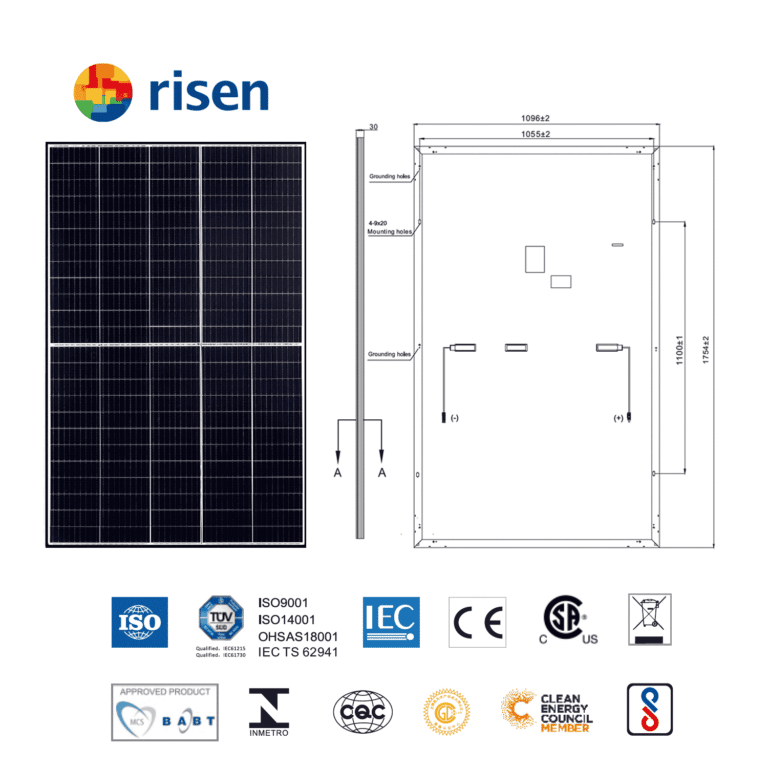 risen
30
1096±2
1055±2
Grounding holes
4-9x20
Mounting holes
Grounding holes
1100±1
1754±2
(-)
(+)
A
A
ISO
TÜV
SÜD
Qualified, IEC61215
Qualified, IEC61730
ISO9001
ISO14001
OHSAS18001
IEC TS 62941
IEC
CE
CSA
C US
APPROVED PRODUCT
MCS
BABT
INMETRO
CQC
CLEAN
ENERGY
COUNCIL
MEMBER